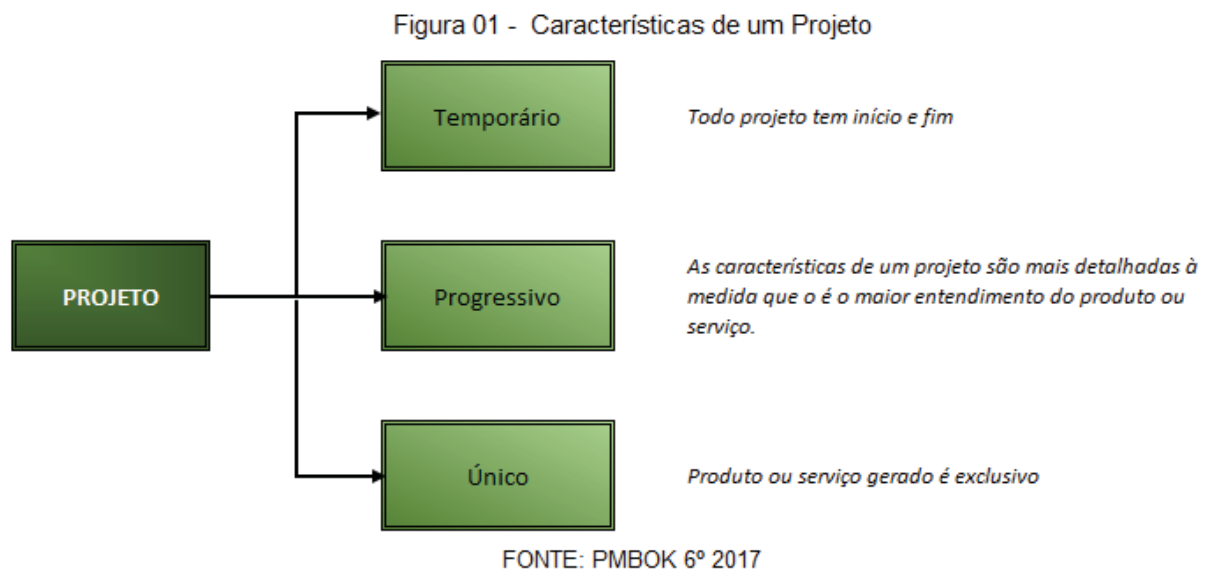 Figura 01 - Características de um Projeto
Temporário
Todo projeto tem início e fim
PROJETO
Progressivo
As características de um projeto são mais detalhadas à
medida que o é o maior entendimento do produto ou
serviço.
Único
Produto ou serviço gerado é exclusivo
FONTE: PMBOK 6º 2017